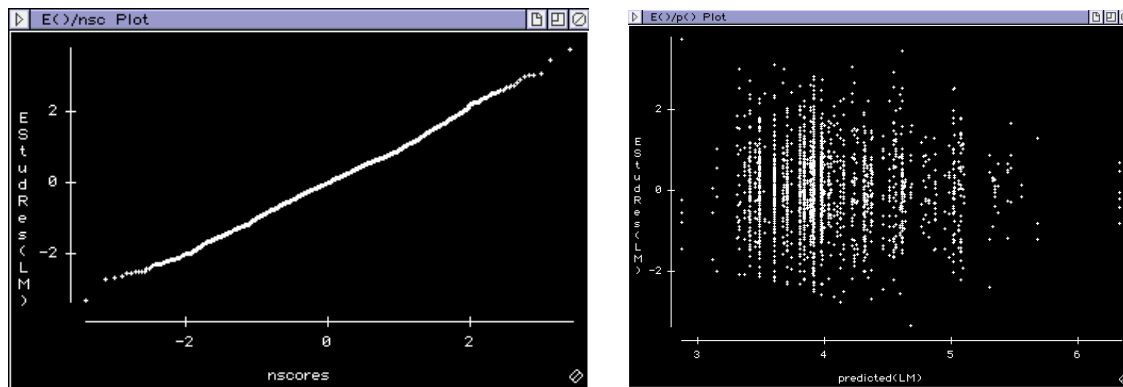 E()/nsc Plot
EStudRes(LM)
2
0
-2
-2
0
2
nscores
E()/p() Plot
EStudRes(LM)
2
0
-2
3
4
5
6
predicted(LM)